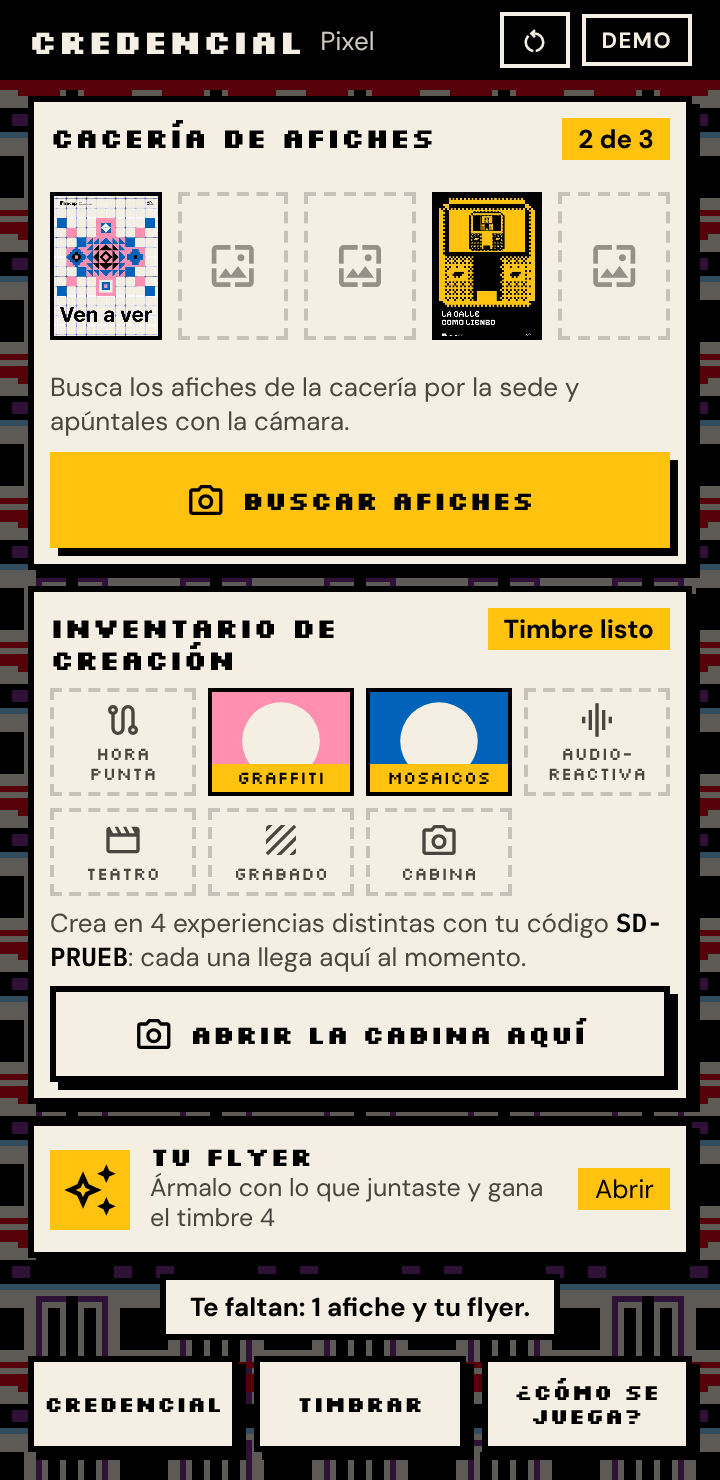 CREDENCIAL Pixel
DEMO
CACERÍA DE AFICHES
2 de 3
Ven a ver
LA CALLE
COMO LIENZO
Busca los afiches de la cacería por la sede y
apúntales con la cámara.
BUSCAR AFICHES
INVENTARIO DE
CREACIÓN
Timbre listo
HORA
PUNTA
GRAFFITI
MOSAICOS
AUDIO-
REACTIVA
TEATRO
GRABADO
CABINA
Crea en 4 experiencias distintas con tu código SD-
PRUEB: cada una llega aquí al momento.
ABRIR LA CABINA AQUÍ
TU FLYER
Ármalo con lo que juntaste y gana
el timbre 4
Abrir
Te faltan: 1 afiche y tu flyer.
CREDENCIAL
TIMBRAR
¿CÓMO SE
JUEGA?